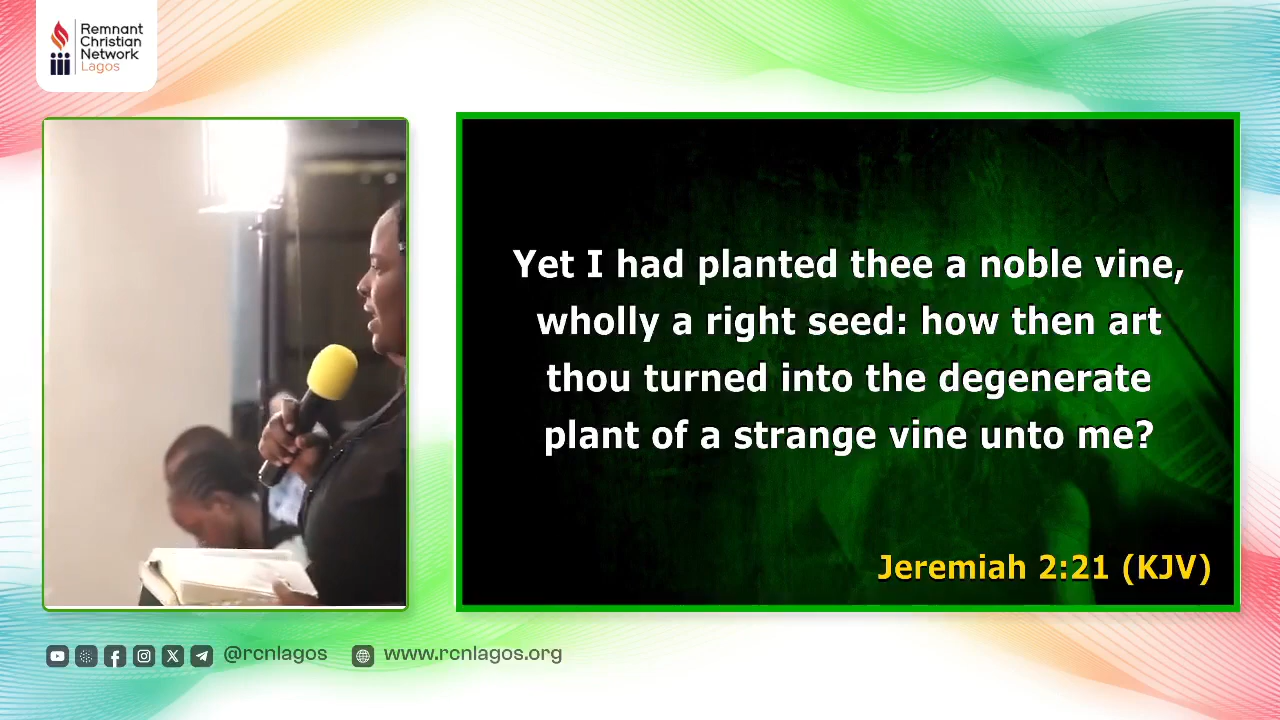 Remnant
Christian
Network
Lagos
Yet I had planted thee a noble vine,
wholly a right seed: how then art
thou turned into the degenerate
plant of a strange vine unto me?
Jeremiah 2:21 (KJV)
@rcnlagos www.rcnlagos.org